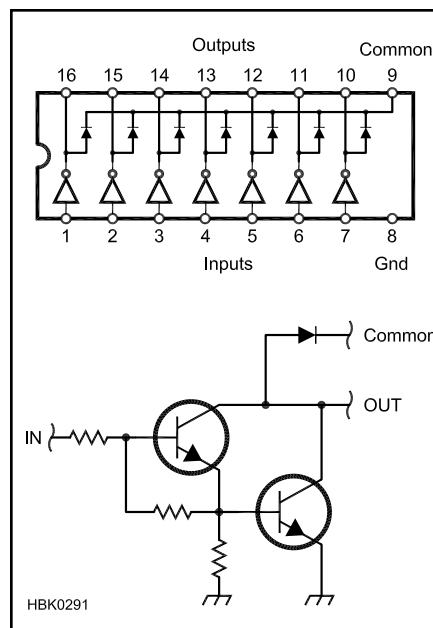 Outputs Common
16 15 14 13 12 11 10 9
1 2 3 4 5 6 7 8
Inputs Gnd
Common
OUT
IN
HBK0291